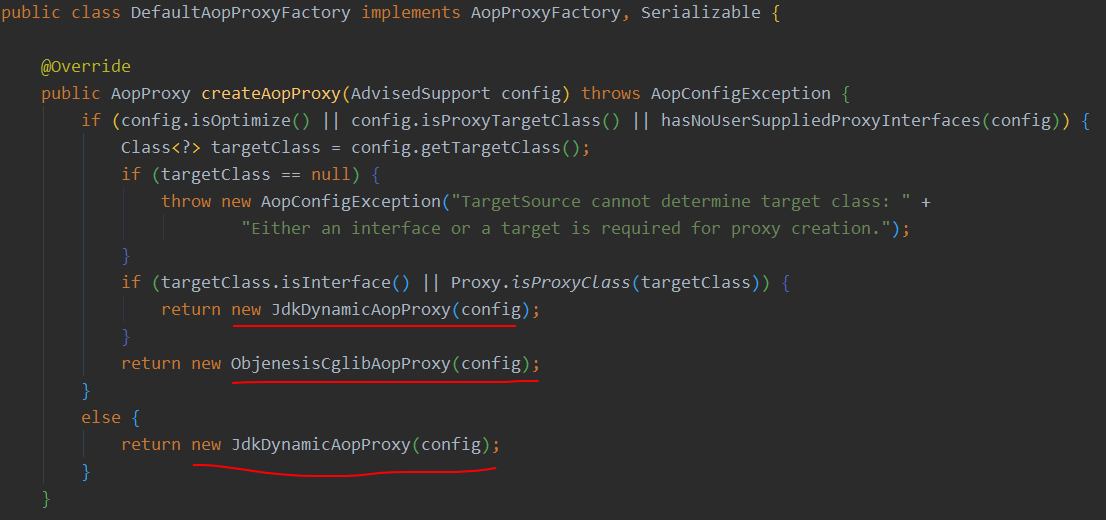 public class DefaultAopProxyFactory implements AopProxyFactory, Serializable {
@Override
public AopProxy createAopProxy(AdvisedSupport config) throws AopConfigException {
if (config.isOptimize() || config.isProxyTargetClass() || hasNoUserSuppliedProxyInterfaces(config)) {
Class<?> targetClass = config.getTargetClass();
if (targetClass == null) {
throw new AopConfigException("TargetSource cannot determine target class: " +
"Either an interface or a target is required for proxy creation.");
}
if (targetClass.isInterface() || Proxy.isProxyClass(targetClass)) {
return new JdkDynamicAopProxy(config);
}
return new ObjenesisCglibAopProxy(config);
}
else {
return new JdkDynamicAopProxy(config);
}
}